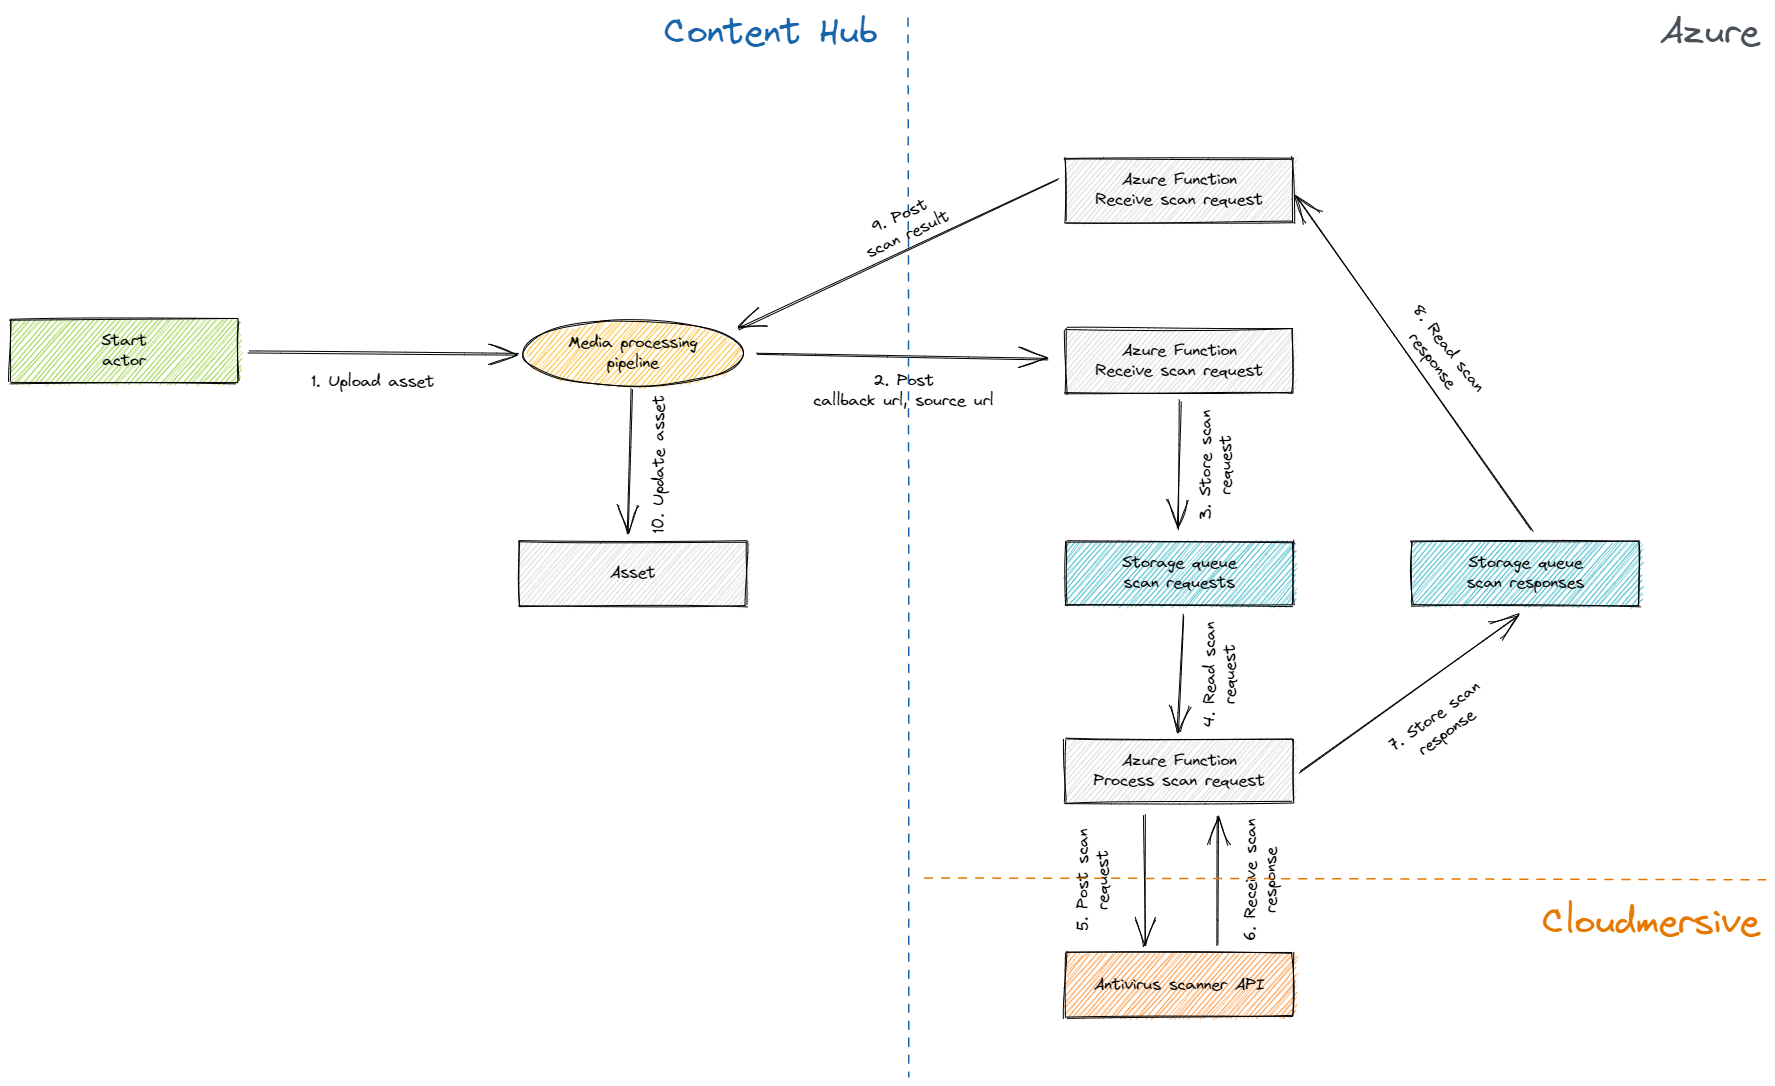 Content Hub
Azure
Azure Function
Receive scan request
9. Post
scan result
Start
actor
1. Upload asset
Media processing
pipeline
2. Post
callback url, source url
Azure Function
Receive scan request
8. Read scan
response
10. Update asset
3. Store scan
request
Asset
Storage queue
scan requests
Storage queue
scan responses
4. Read scan
request
7. Store scan
response
Azure Function
Process scan request
5. Post scan
request
6. Receive scan
response
Cloudmersive
Antivirus scanner API